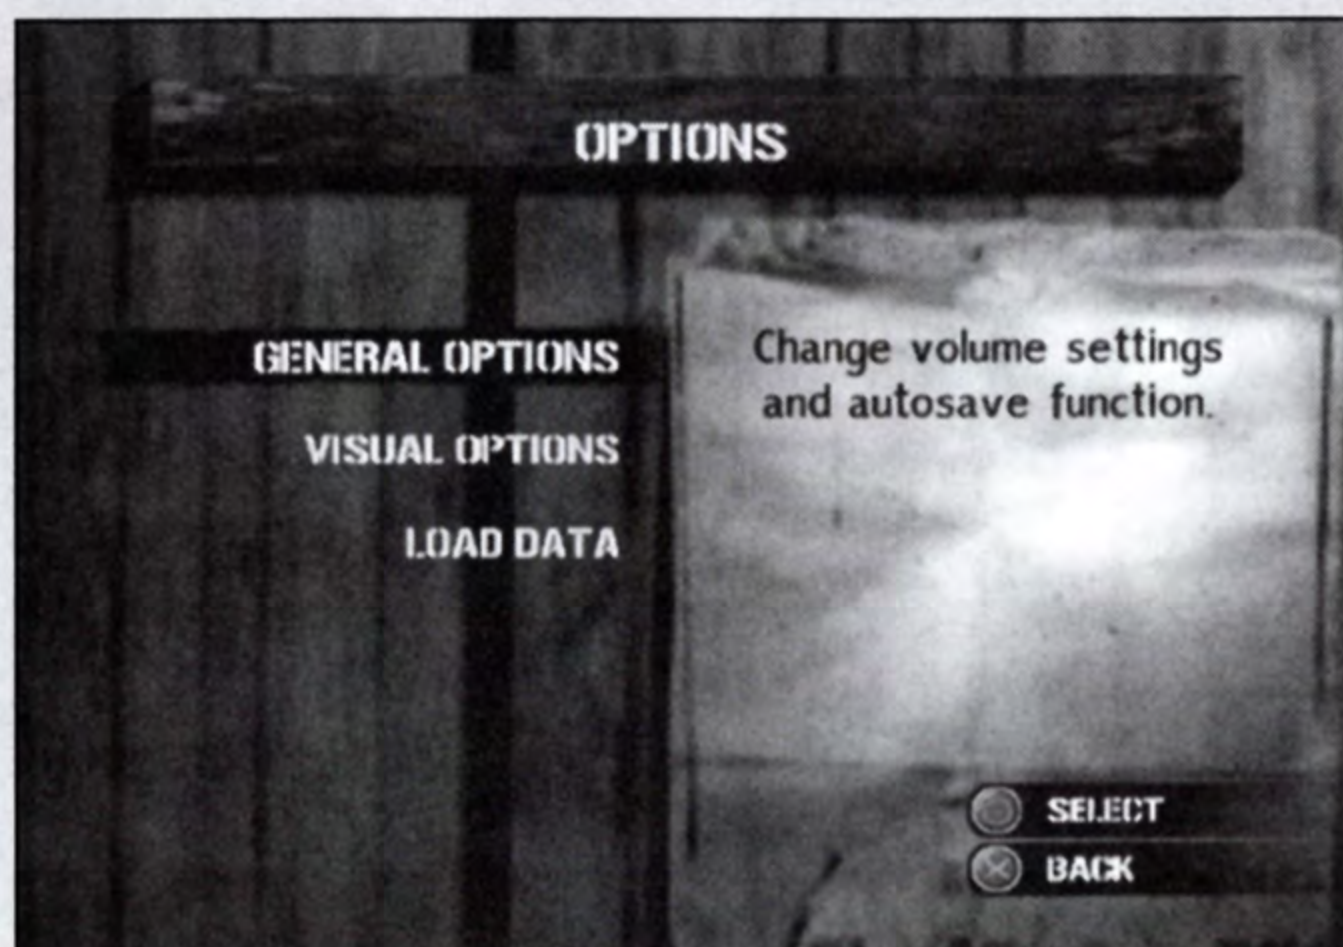 OPTIONS
GENERAL OPTIONS
VISUAL OPTIONS
LOAD DATA
Change volume settings
and autosave function.
SELECT
BACK